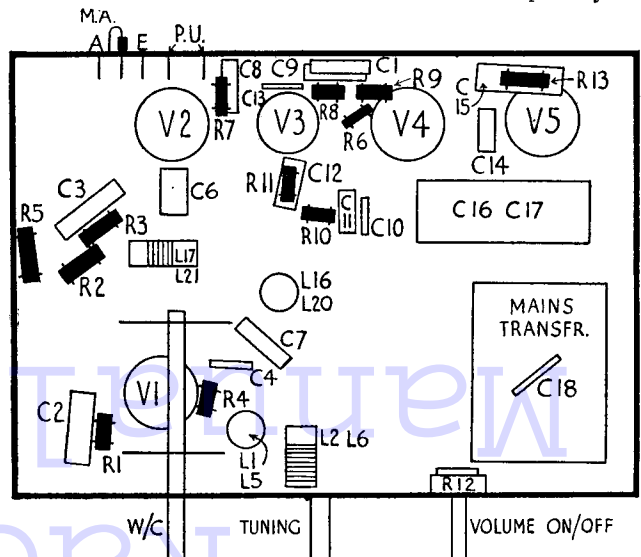 M.A.
A E P.U.
C8 C9 C1
C13 R9
C15 R13
R7 R8 R6
V2 V3 V4 V5
C14
R11 C12
C3 C6
R5 R3
R10 C11 C10
C16 C17
R2
L17
L21
L16
L20
MAINS
TRANSFR.
C7
C4
C18
V1
C2 R4
R1
L1
L5
L2 L6
R12
W/C TUNING VOLUME ON/OFF
Manual